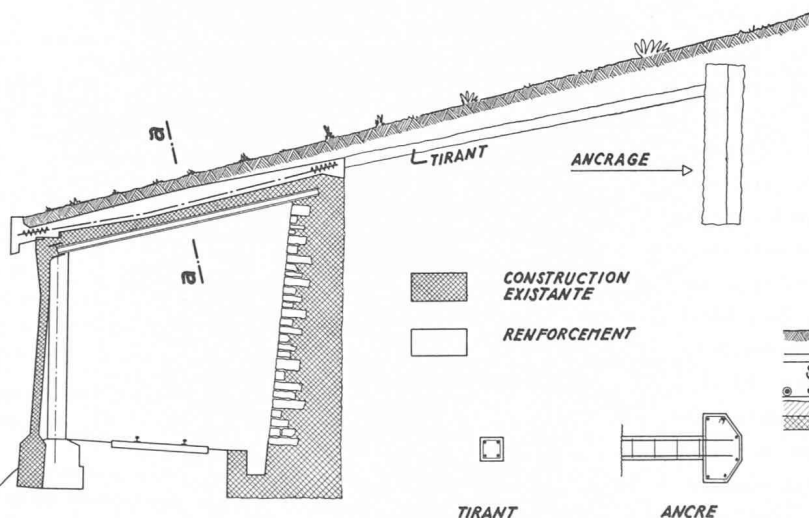 a
TIRANT
ANCRAGE
a
CONSTRUCTION
EXISTANTE
RENFORCEMENT
TIRANT
ANCRE